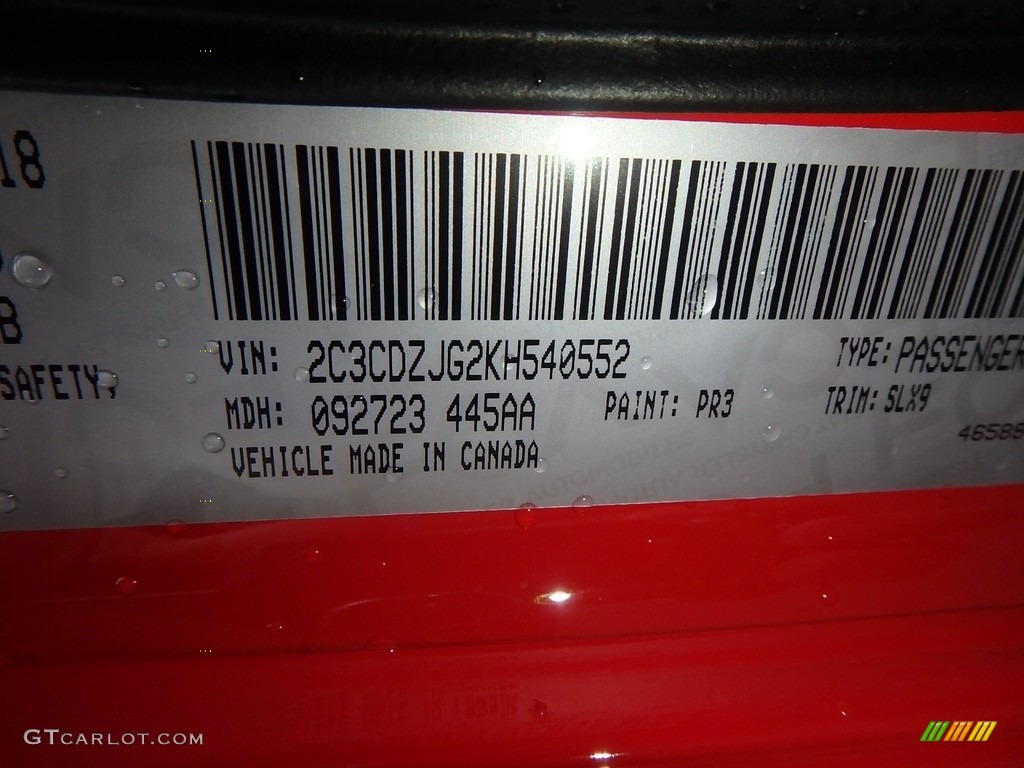 18
B
SAFETY,
VIN: 2C3CDZJG2KH540552 TYPE: PASSENGER
MDH: 092723 445AA PAINT: PR3 TRIM: SLX9
VEHICLE MADE IN CANADA
46586
GTCARLOT.COM